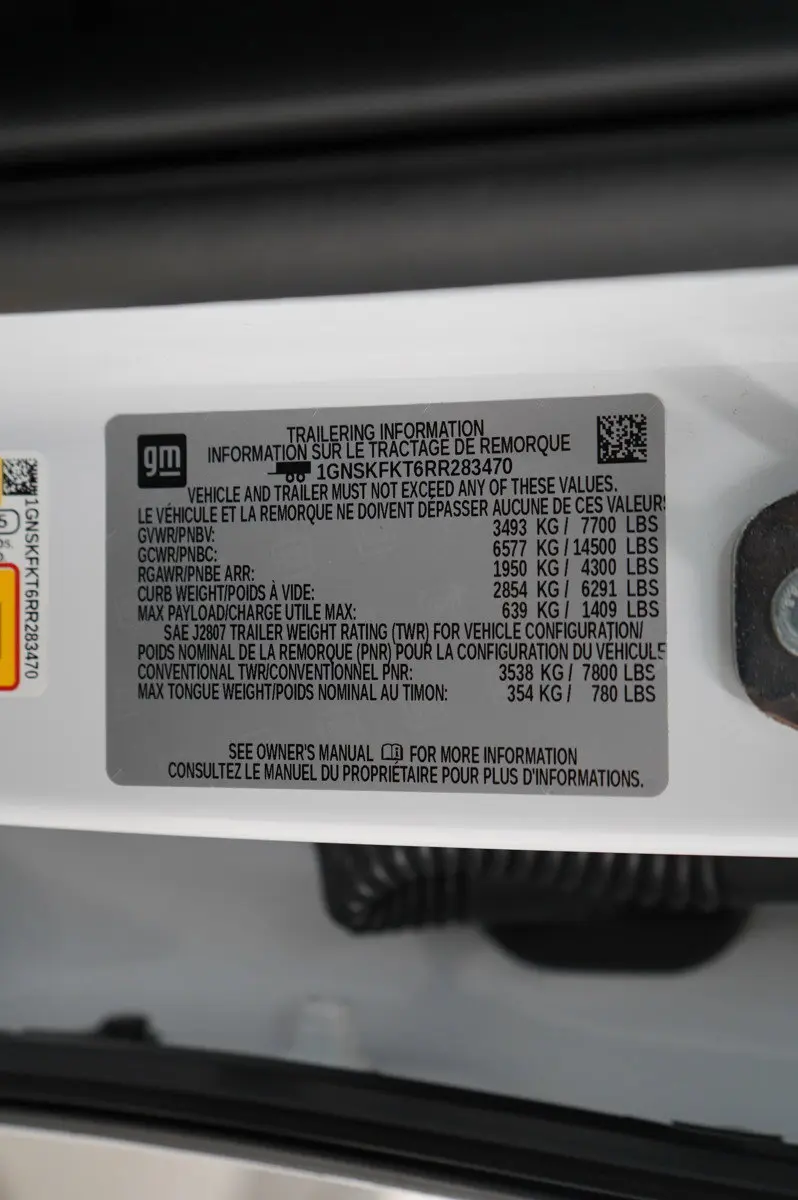 gm
TRAILERING INFORMATION
INFORMATION SUR LE TRACTAGE DE REMORQUE
1GNSKFKT6RR283470
VEHICLE AND TRAILER MUST NOT EXCEED ANY OF THESE VALUES.
LE VÉHICULE ET LA REMORQUE NE DOIVENT DÉPASSER AUCUNE DE CES VALEURS
GVWR/PNBV: 3493 KG / 7700 LBS
GCWR/PNBC: 6577 KG / 14500 LBS
RGAWR/PNBE ARR: 1950 KG / 4300 LBS
CURB WEIGHT/POIDS À VIDE: 2854 KG / 6291 LBS
MAX PAYLOAD/CHARGE UTILE MAX: 639 KG / 1409 LBS
SAE J2807 TRAILER WEIGHT RATING (TWR) FOR VEHICLE CONFIGURATION/
POIDS NOMINAL DE LA REMORQUE (PNR) POUR LA CONFIGURATION DU VÉHICULE
CONVENTIONAL TWR/CONVENTIONNEL PNR: 3538 KG / 7800 LBS
MAX TONGUE WEIGHT/POIDS NOMINAL AU TIMON: 354 KG / 780 LBS
SEE OWNER'S MANUAL FOR MORE INFORMATION
CONSULTEZ LE MANUEL DU PROPRIÉTAIRE POUR PLUS D'INFORMATIONS.
1GNSKFKT6RR283470